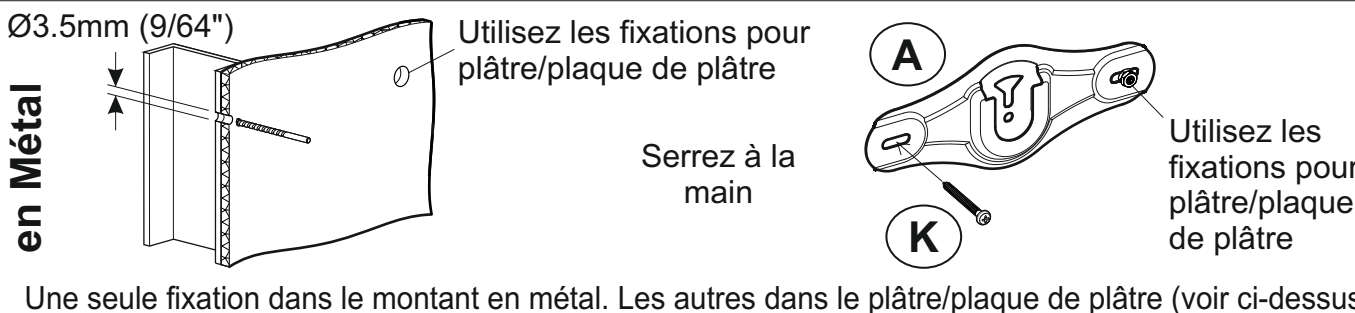 Ø3.5mm (9/64")
en Métal
Utilisez les fixations pour
plâtre/plaque de plâtre
Serrez à la
main
A
K
Utilisez les
fixations pour
plâtre/plaque
de plâtre
Une seule fixation dans le montant en métal. Les autres dans le plâtre/plaque de plâtre (voir ci-dessus